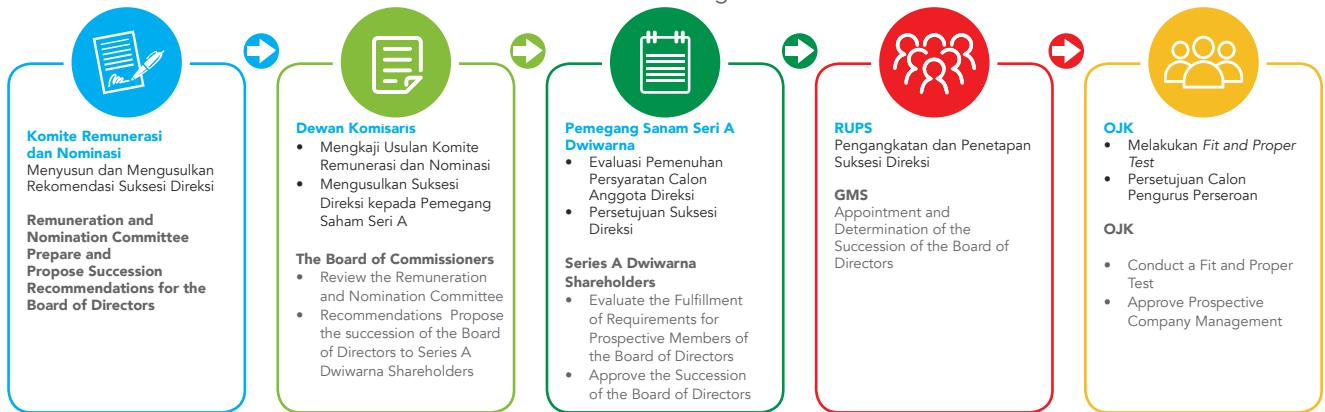 Komite Remunerasi
dan Nominasi
Menyusun dan Mengusulkan
Rekomendasi Suksesi Direksi
Remuneration and
Nomination Committee
Prepare and
Propose Succession
Recommendations for the
Board of Directors
Dewan Komisaris
• Mengkaji Usulan Komite
Remunerasi dan Nominasi
• Mengusulkan Suksesi
Direksi kepada Pemegang
Saham Seri A
The Board of Commissioners
• Review the Remuneration
and Nomination Committee
• Recommendations Propose
the succession of the Board
of Directors to Series A
Dwiwarna Shareholders
Pemegang Sanam Seri A
Dwiwarna
• Evaluasi Pemenuhan
Persyaratan Calon
Anggota Direksi
• Persetujuan Suksesi
Direksi
Series A Dwiwarna
Shareholders
• Evaluate the Fulfillment
of Requirements for
Prospective Members of
the Board of Directors
• Approve the Succession
of the Board of Directors
RUPS
Pengangkatan dan Penetapan
Suksesi Direksi
GMS
Appointment and
Determination of the
Succession of the Board of
Directors
OJK
• Melakukan Fit and Proper
Test
• Persetujuan Calon
Pengurus Perseroan
OJK
• Conduct a Fit and Proper
Test
• Approve Prospective
Company Management